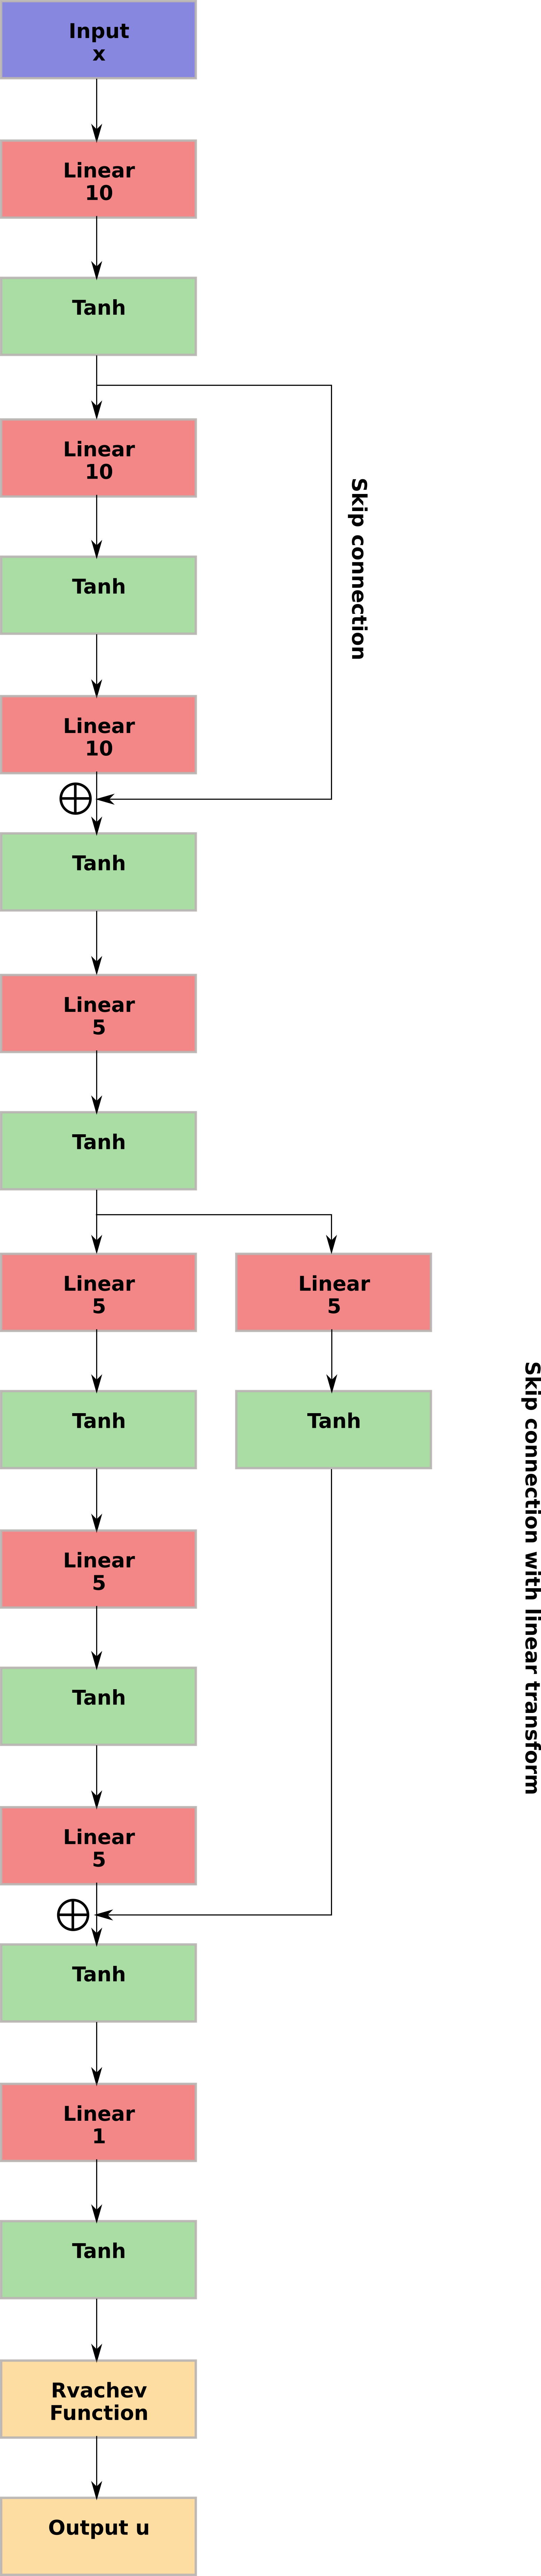 Input
x
Linear
10
Tanh
Linear
10
Tanh
Skip connection
Linear
10
Tanh
Linear
5
Tanh
Linear
5
Linear
5
Tanh
Tanh
Skip connection with linear transform
Linear
5
Tanh
Linear
5
Tanh
Linear
1
Tanh
Rvachev
Function
Output u